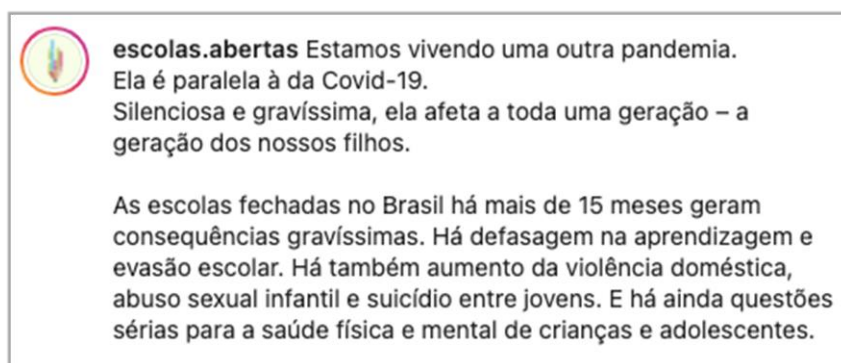 escolas.abertas Estamos vivendo uma outra pandemia.
Ela é paralela à da Covid-19.
Silenciosa e gravíssima, ela afeta a toda uma geração – a
geração dos nossos filhos.
As escolas fechadas no Brasil há mais de 15 meses geram
consequências gravíssimas. Há defasagem na aprendizagem e
evasão escolar. Há também aumento da violência doméstica,
abuso sexual infantil e suicídio entre jovens. E há ainda questões
sérias para a saúde física e mental de crianças e adolescentes.